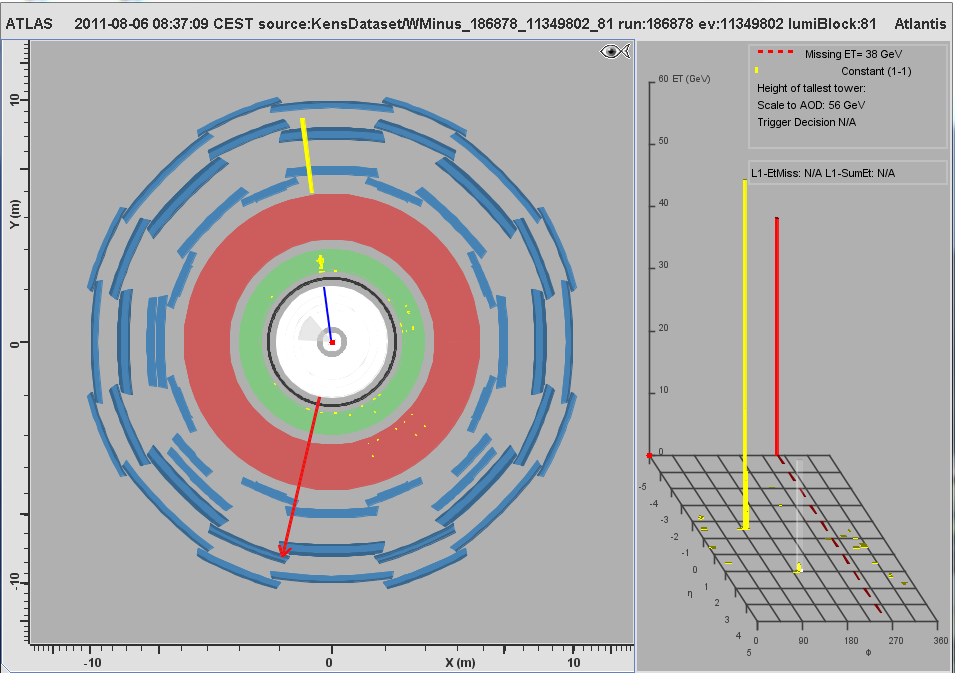 ATLAS 2011-08-06 08:37:09 CEST source:KensDataset/WMinus_186878_11349802_81 run:186878 ev:11349802 lumiBlock:81 Atlantis
Missing ET= 38 GeV
Constant (1-1)
Height of tallest tower:
Scale to AOD: 56 GeV
Trigger Decision N/A
L1-EtMiss: N/A L1-SumEt: N/A
60 ET (GeV)
50
40
30
20
10
0
-5
-4
-3
-2
-1
0
1
2
3
4
5
η
0 90 180 270 360
ϕ
10
Y (m)
0
-10
-10 0 X (m) 10